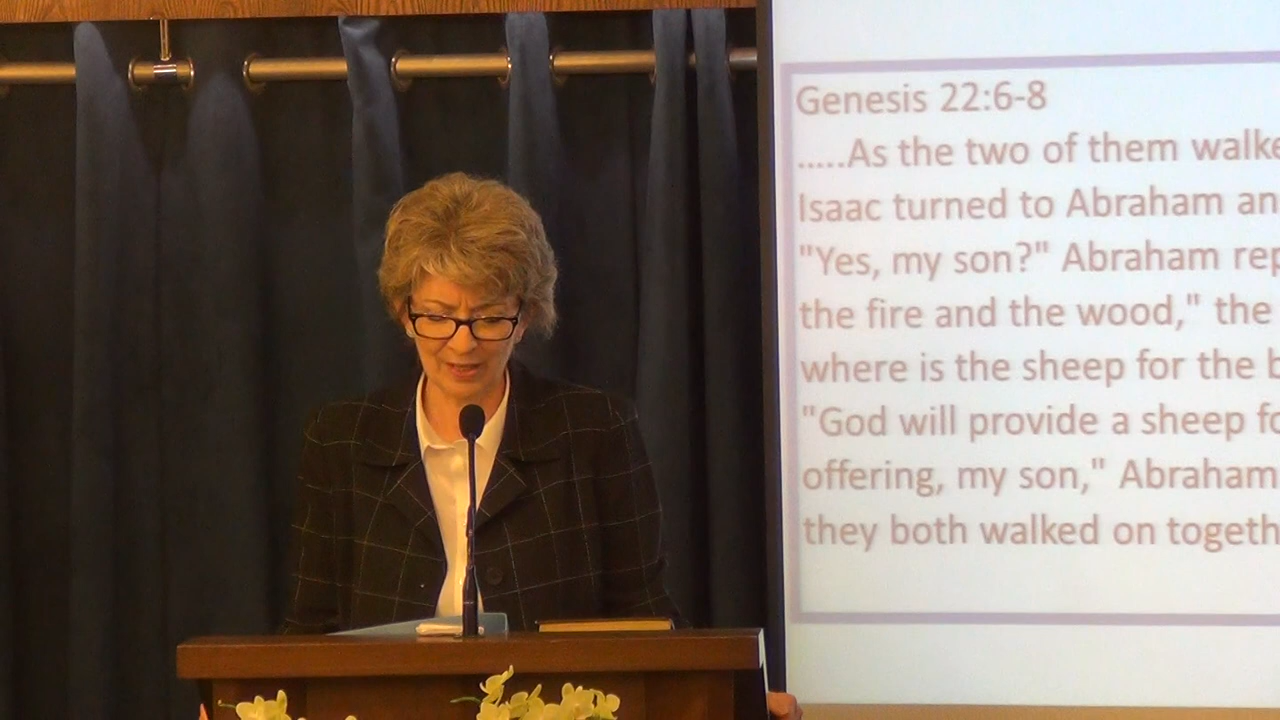 Genesis 22:6-8
.....As the two of them walke
Isaac turned to Abraham an
"Yes, my son?" Abraham rep
the fire and the wood," the
where is the sheep for the b
"God will provide a sheep fo
offering, my son," Abraham
they both walked on togeth